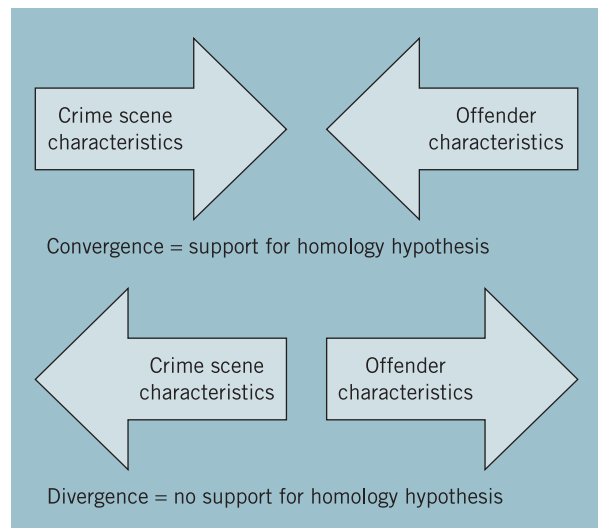 Crime scene
characteristics
Offender
characteristics
Convergence = support for homology hypothesis
Crime scene
characteristics
Offender
characteristics
Divergence = no support for homology hypothesis